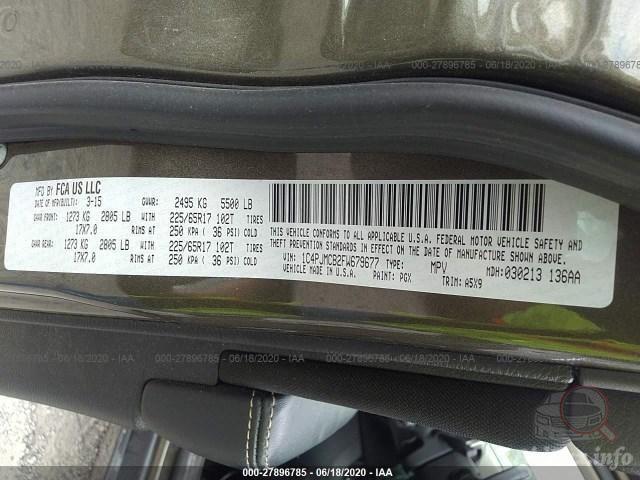 000-27896785 - 06/18/2020 - IAA
MFD BY FCA US LLC
DATE OF MFR(B/ULT): 3-15 GVWR: 2495 KG 5500 LB
GAWR FRONT: 1273 KG 2805 LB WITH 225/65R17 102T TIRES
17X7.0 RIMS AT 250 KPA ( 36 PSI) COLD
GAWR REAR: 1273 KG 2805 LB WITH 225/65R17 102T TIRES
17X7.0 RIMS AT 250 KPA ( 36 PSI) COLD
THIS VEHICLE CONFORMS TO ALL APPLICABLE U.S.A. FEDERAL MOTOR VEHICLE SAFETY AND
THEFT PREVENTION STANDARDS IN EFFECT ON THE DATE OF MANUFACTURE SHOWN ABOVE.
VIN: 1C4PJMCB2FW679677 TYPE: MPV MDH: 030213 136AA
VEHICLE MADE IN U.S.A. PAINT: PGX TRIM: A5X9
000-27896785 - 06/18/2020 - IAA
000-27896785 - 06/18/2020 - IAA